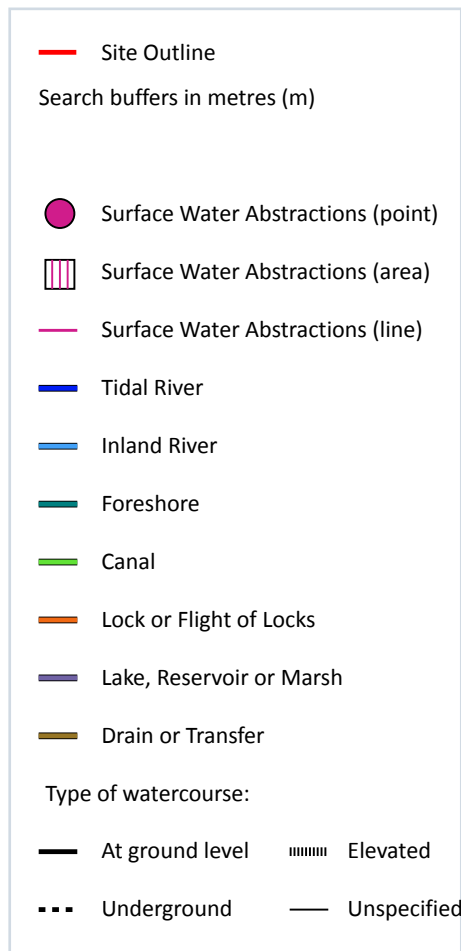 Site Outline
Search buffers in metres (m)
Surface Water Abstractions (point)
Surface Water Abstractions (area)
Surface Water Abstractions (line)
Tidal River
Inland River
Foreshore
Canal
Lock or Flight of Locks
Lake, Reservoir or Marsh
Drain or Transfer
Type of watercourse:
At ground level Elevated
Underground Unspecified